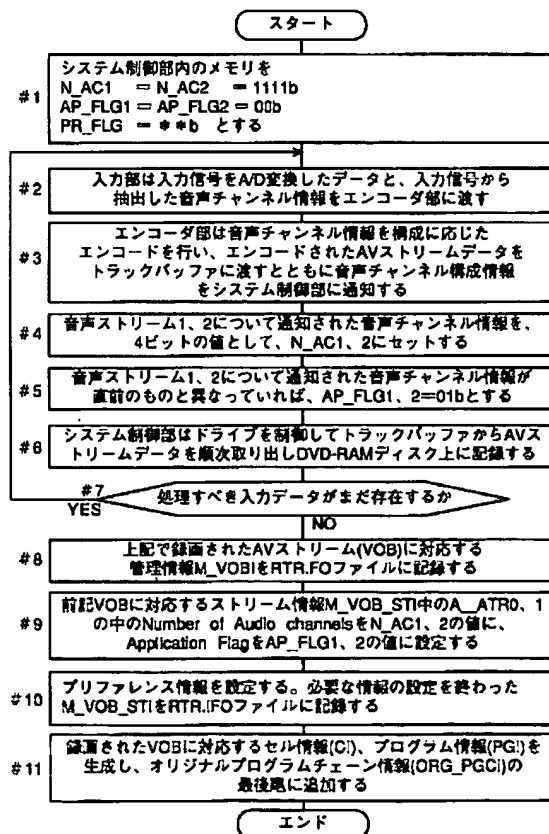 スタート
#1
システム制御部内のメモリを
N_AC1 = N_AC2 = 1111b
AP_FLG1 = AP_FLG2 = 00b
PR_FLG = **b とする
#2
入力部は入力信号をA/D変換したデータと、入力信号から
抽出した音声チャンネル情報をエンコーダ部に渡す
#3
エンコーダ部は音声チャンネル情報を構成に応じた
エンコードを行い、エンコードされたAVストリームデータを
トラックバッファに渡すとともに音声チャンネル構成情報
をシステム制御部に通知する
#4
音声ストリーム1、2について通知された音声チャンネル情報を、
4ビットの値として、N_AC1、2にセットする
#5
音声ストリーム1、2について通知された音声チャンネル情報が
直前のものと異なっていれば、AP_FLG1、2=01bとする
#6
システム制御部はドライブを制御してトラックバッファからAVス
トリームデータを順次取り出しDVD-RAMディスク上に記録する
#7
YES
処理すべき入力データがまだ存在するか
NO
#8
上記で録画されたAVストリーム(VOB)に対応する
管理情報M_VOBIをRTR.IFOファイルに記録する
#9
前記VOBに対応するストリーム情報M_VOB_STI中のA_ATR0、1
の中のNumber of Audio channelsをN_AC1、2の値に、
Application FlagをAP_FLG1、2の値に設定する
#10
プリファレンス情報を設定する。必要な情報の設定を終わった
M_VOB_STIをRTR.IFOファイルに記録する
#11
録画されたVOBに対応するセル情報(CI)、プログラム情報(PGI)を
生成し、オリジナルプログラムチェーン情報(ORG_PGCI)の
最後尾に追加する
エンド